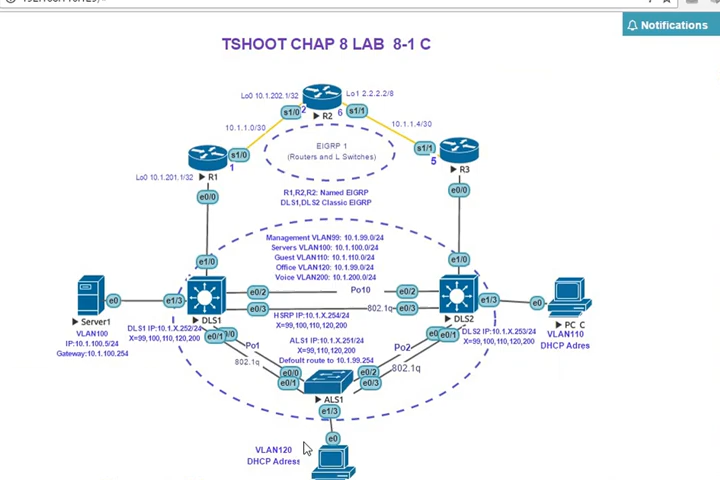 Notifications
TSHOOT CHAP 8 LAB 8-1 C
Lo0 10.1.202.1/32
Lo1 2.2.2.2/8
s1/0
2
6
s1/1
R2
10.1.1.0/30
10.1.1.4/30
EIGRP 1
(Routers and L Switches)
s1/0
1
s1/1
5
R1
R3
Lo0 10.1.201.1/32
e0/0
e0/0
R1,R2,R2: Named EIGRP
DLS1,DLS2 Classic EIGRP
Management VLAN99: 10.1.99.0/24
Servers VLAN100: 10.1.100.0/24
Guest VLAN110: 10.1.110.0/24
Office VLAN120: 10.1.99.0/24
Voice VLAN200: 10.1.200.0/24
e1/0
e1/0
e0/2
Po10
e0/2
e0
e1/3
e0/3
802.1q
e0/3
e1/3
e0
Server1
DLS1
DLS2
PC C
HSRP IP:10.1.X.254/24
X=99,100,110,120,200
VLAN100
IP:10.1.100.5/24
Gateway:10.1.100.254
DLS1 IP:10.1.X.252/24
X=99,100,110,120,200
e0/1
DLS2 IP:10.1.X.253/24
X=99,100,110,120,200
e0/1
VLAN110
DHCP Adres
Po1
802.1q
ALS1 IP:10.1.X.251/24
X=99,100,110,120,200
Defoult route to 10.1.99.254
Po2
802.1q
e0/0
e0/1
e0/2
e0/3
ALS1
e1/3
e0
VLAN120
DHCP Adress